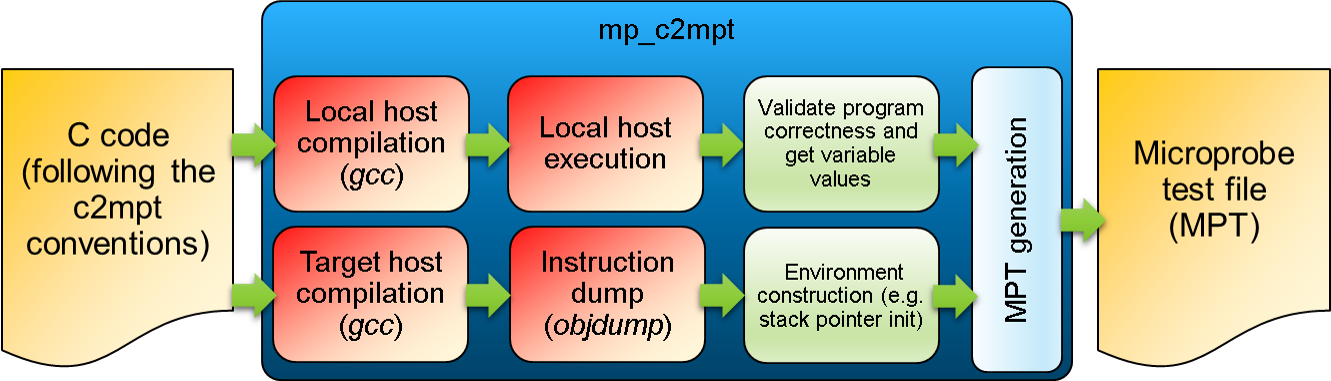 mp_c2mpt
C code
(following the
c2mpt
conventions)
Local host
compilation
(gcc)
Local host
execution
Validate program
correctness and
get variable
values
Target host
compilation
(gcc)
Instruction
dump
(objdump)
Environment
construction (e.g.
stack pointer init)
MPT generation
Microprobe
test file
(MPT)